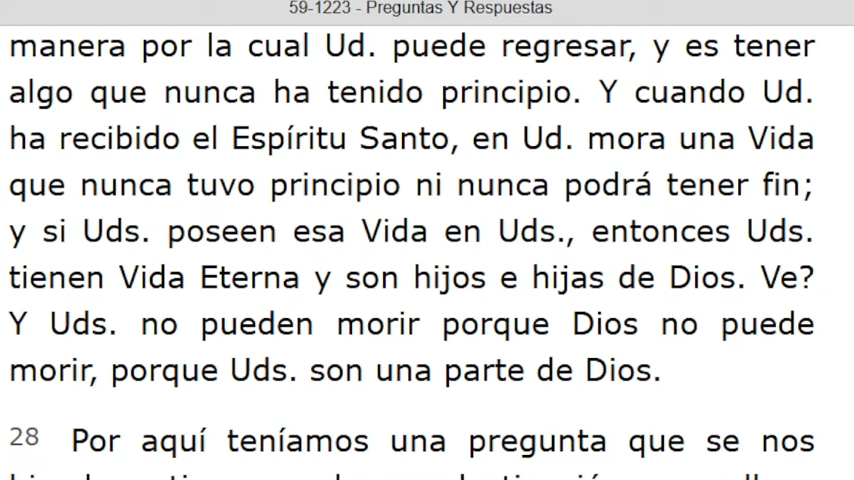 59-1223 - Preguntas Y Respuestas
manera por la cual Ud. puede regresar, y es tener
algo que nunca ha tenido principio. Y cuando Ud.
ha recibido el Espíritu Santo, en Ud. mora una Vida
que nunca tuvo principio ni nunca podrá tener fin;
y si Uds. poseen esa Vida en Uds., entonces Uds.
tienen Vida Eterna y son hijos e hijas de Dios. Ve?
Y Uds. no pueden morir porque Dios no puede
morir, porque Uds. son una parte de Dios.
28 Por aquí teníamos una pregunta que se nos